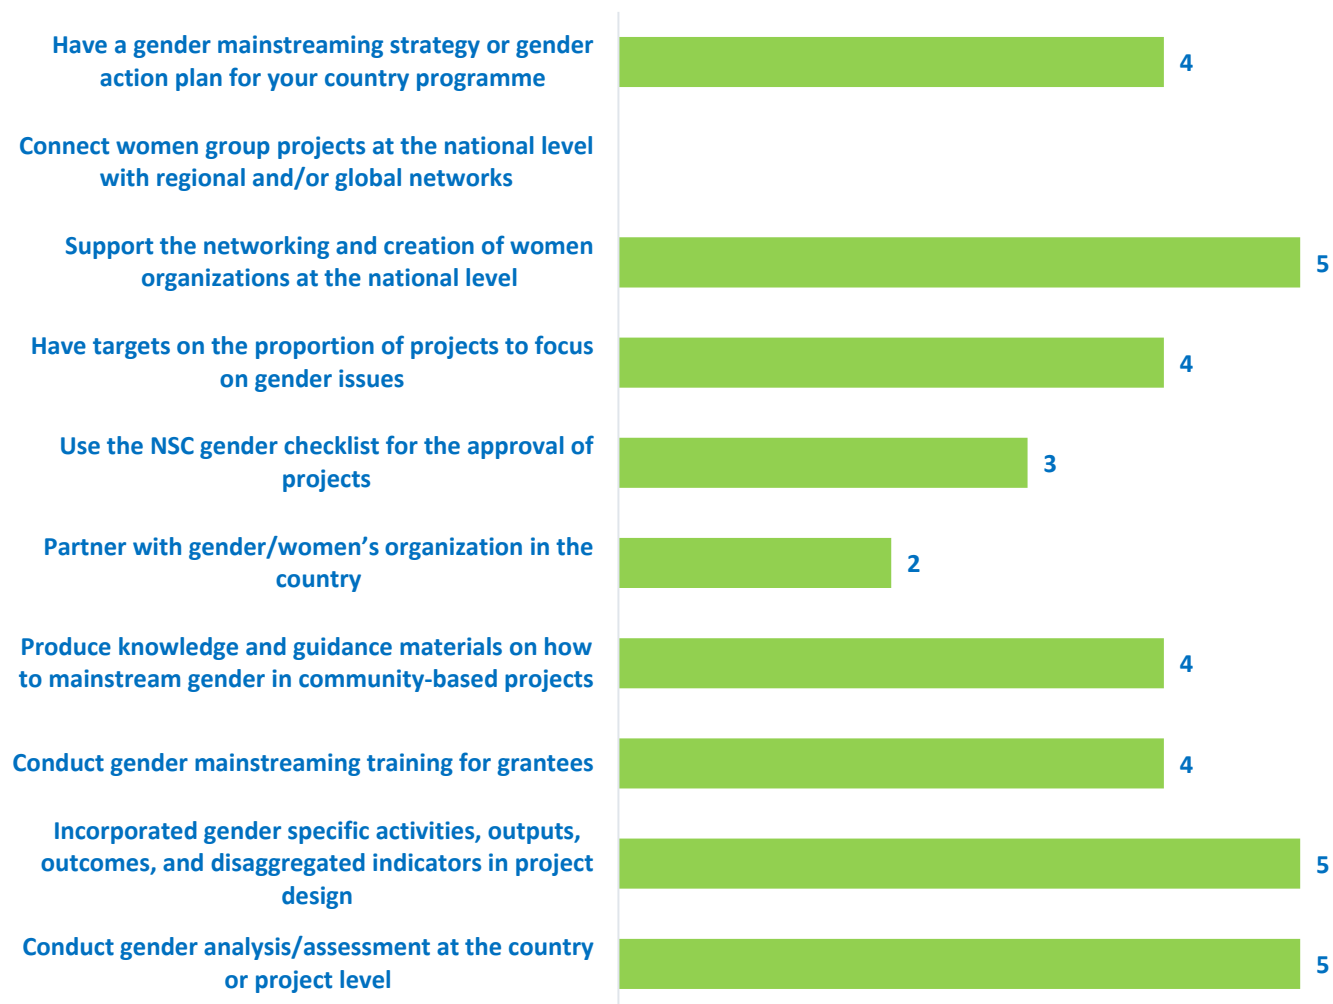 Have a gender mainstreaming strategy or gender
action plan for your country programme
4
Connect women group projects at the national level
with regional and/or global networks
Support the networking and creation of women
organizations at the national level
5
Have targets on the proportion of projects to focus
on gender issues
4
Use the NSC gender checklist for the approval of
projects
3
Partner with gender/women’s organization in the
country
2
Produce knowledge and guidance materials on how
to mainstream gender in community-based projects
4
Conduct gender mainstreaming training for grantees
4
Incorporated gender specific activities, outputs,
outcomes, and disaggregated indicators in project
design
5
Conduct gender analysis/assessment at the country
or project level
5